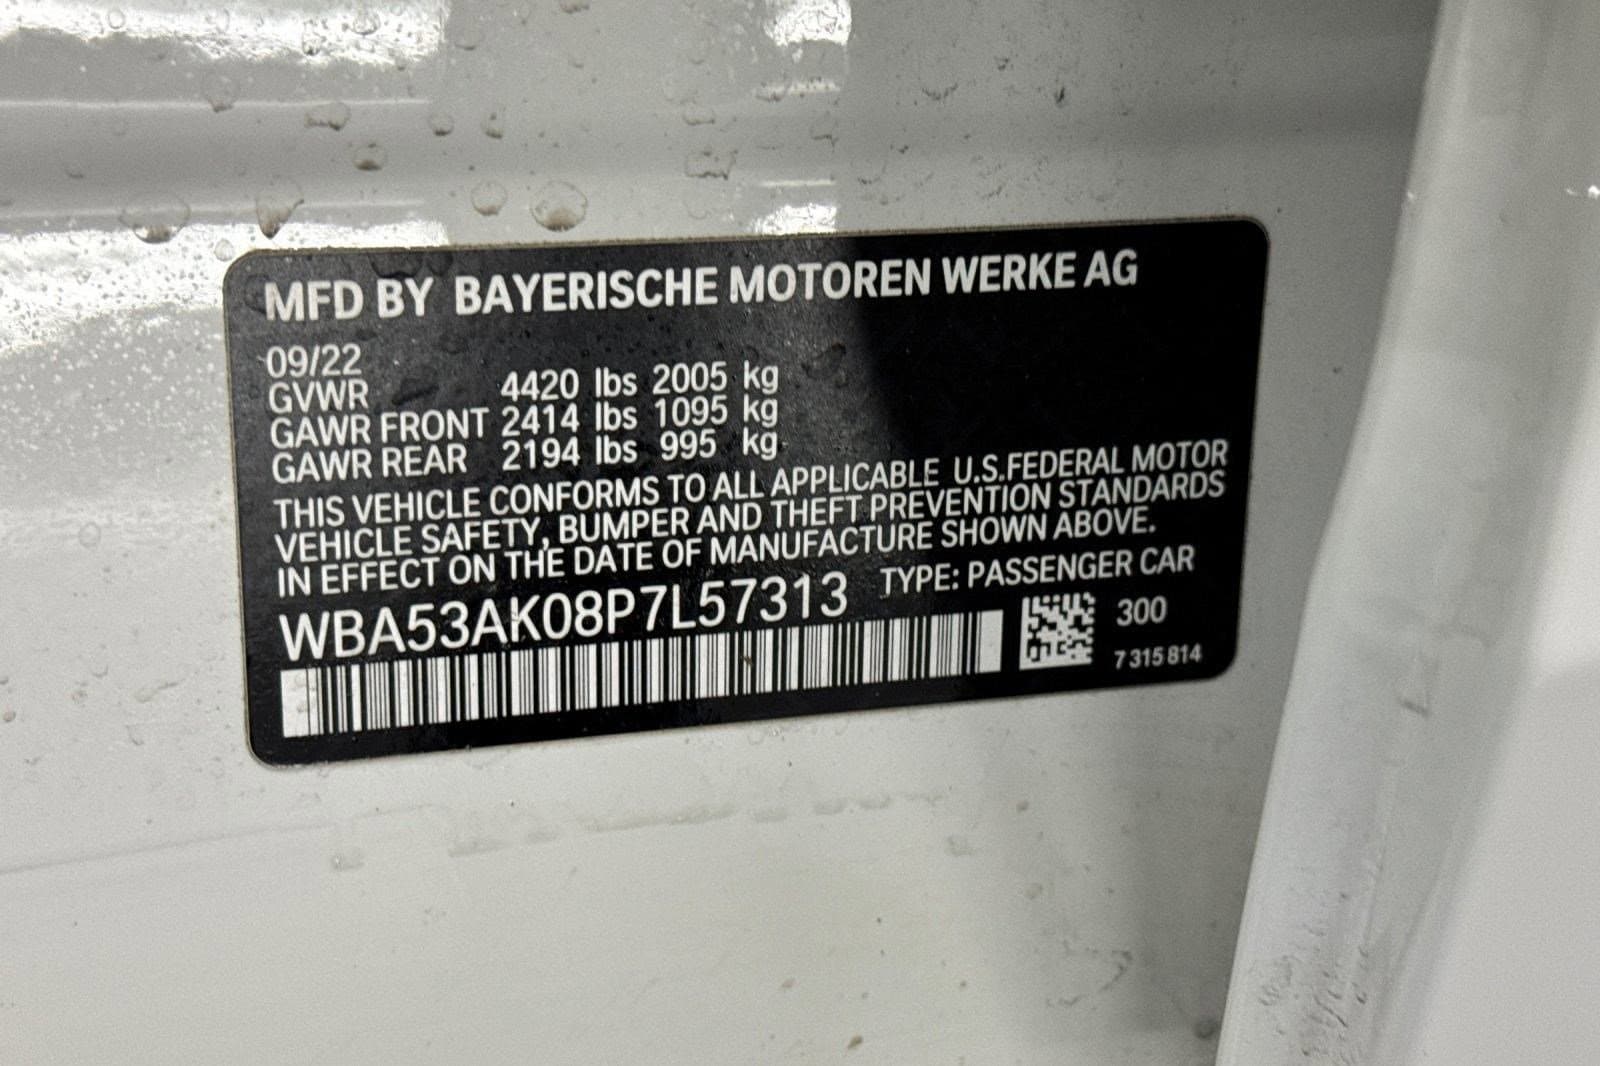 MFD BY BAYERISCHE MOTOREN WERKE AG
09/22
GVWR 4420 lbs 2005 kg
GAWR FRONT 2414 lbs 1095 kg
GAWR REAR 2194 lbs 995 kg
THIS VEHICLE CONFORMS TO ALL APPLICABLE U.S.FEDERAL MOTOR
VEHICLE SAFETY, BUMPER AND THEFT PREVENTION STANDARDS
IN EFFECT ON THE DATE OF MANUFACTURE SHOWN ABOVE.
WBA53AK08P7L57313 TYPE: PASSENGER CAR
300
7 315 814